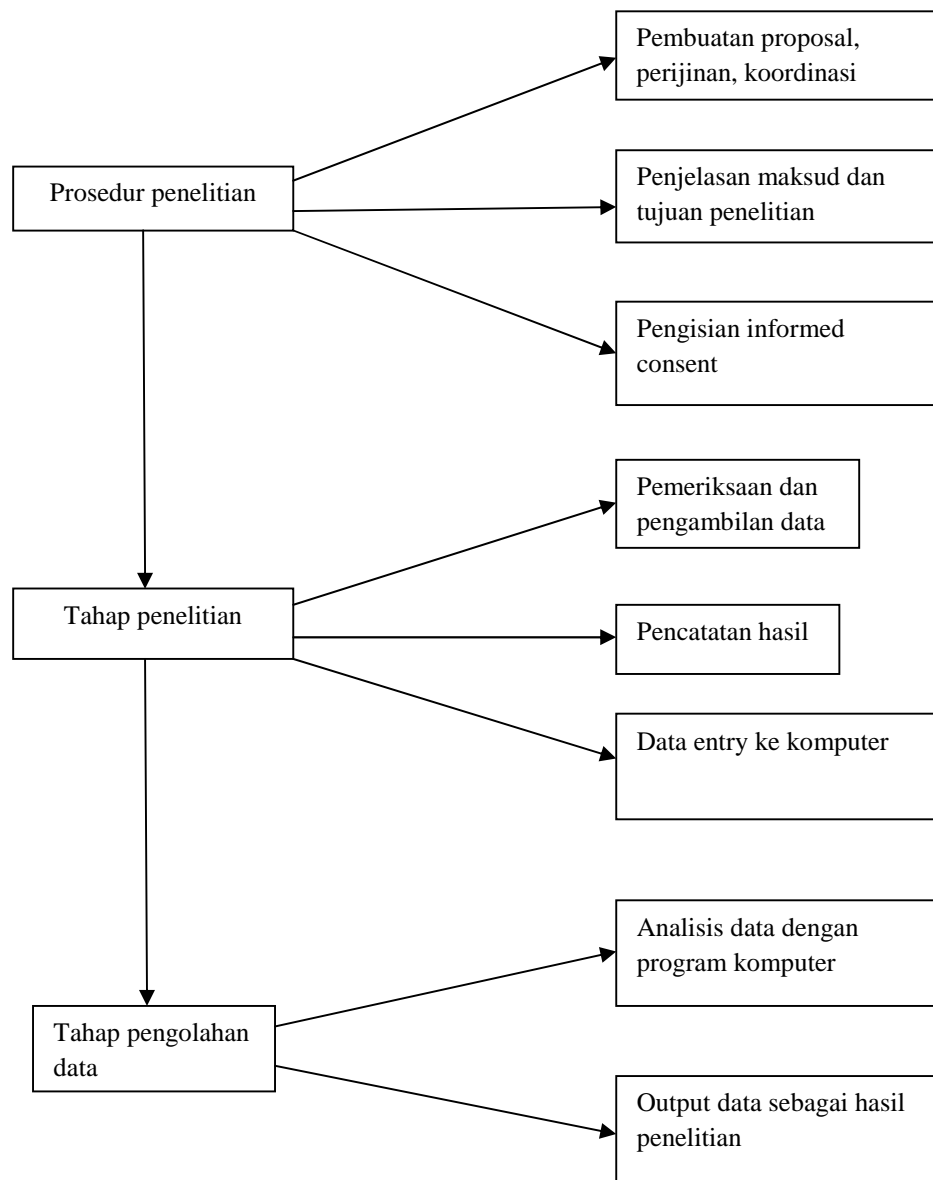 Pembuatan proposal,
perijinan, koordinasi
Prosedur penelitian
Penjelasan maksud dan
tujuan penelitian
Pengisian informed
consent
Pemeriksaan dan
pengambilan data
Tahap penelitian
Pencatatan hasil
Data entry ke komputer
Analisis data dengan
program komputer
Tahap pengolahan
data
Output data sebagai hasil
penelitian